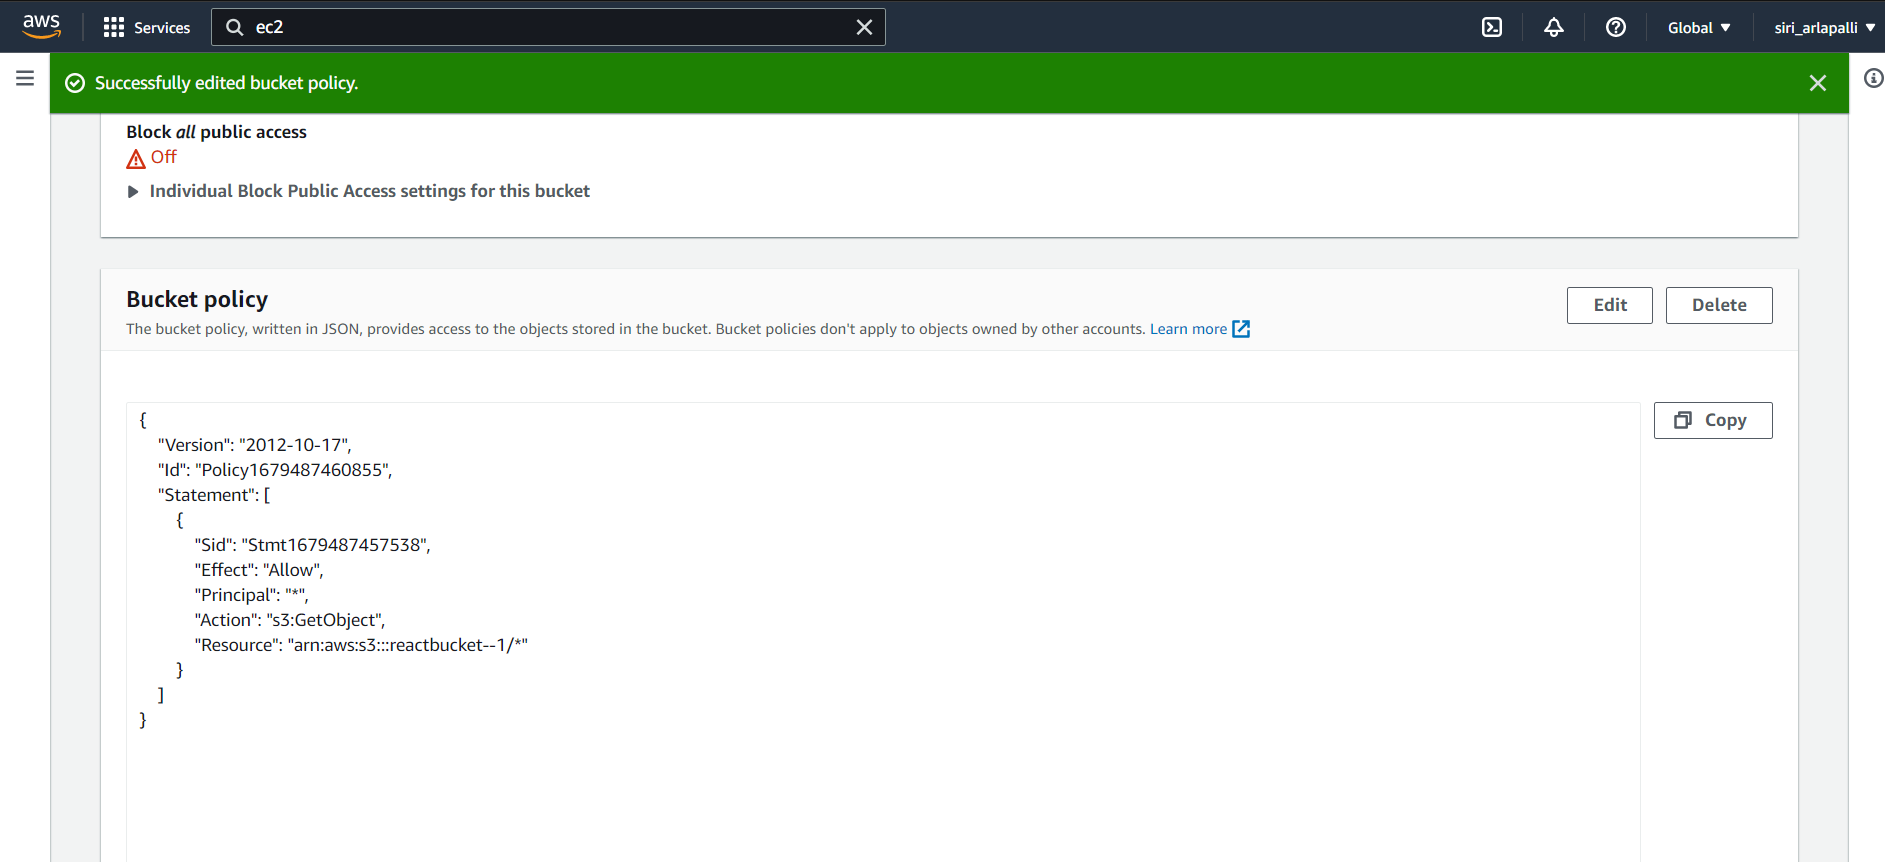 aws Services ec2 Global siri_arlapalli
Successfully edited bucket policy.
Block all public access
Off
Individual Block Public Access settings for this bucket
Bucket policy
Edit Delete
The bucket policy, written in JSON, provides access to the objects stored in the bucket. Bucket policies don't apply to objects owned by other accounts. Learn more
Copy
{
"Version": "2012-10-17",
"Id": "Policy1679487460855",
"Statement": [
{
"Sid": "Stmt1679487457538",
"Effect": "Allow",
"Principal": "*",
"Action": "s3:GetObject",
"Resource": "arn:aws:s3:::reactbucket--1/*"
}
]
}